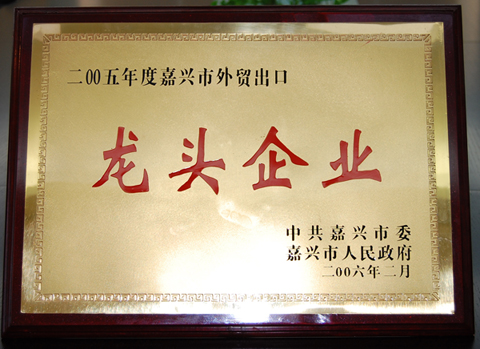 二00五年度嘉兴市外贸出口
龙头企业
中共嘉兴市委
嘉兴市人民政府
二00六年二月